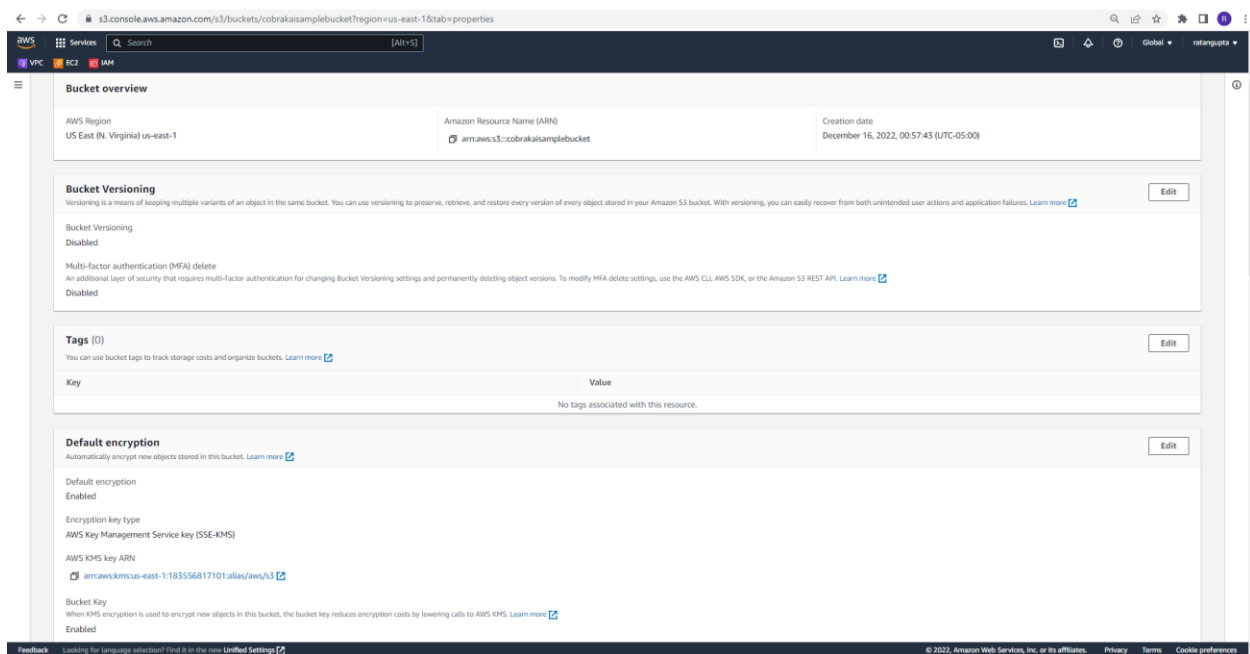 s3.console.aws.amazon.com/s3/buckets/cobrakaisamplebucket?region=us-east-1&tab=properties
R
aws Services Search [Alt+S] Global ratangupta
VPC EC2 IAM
Bucket overview
AWS Region Amazon Resource Name (ARN) Creation date
US East (N. Virginia) us-east-1 arn:aws:s3:::cobrakaisamplebucket December 16, 2022, 00:57:43 (UTC-05:00)
Bucket Versioning Edit
Versioning is a means of keeping multiple variants of an object in the same bucket. You can use versioning to preserve, retrieve, and restore every version of every object stored in your Amazon S3 bucket. With versioning, you can easily recover from both unintended user actions and application failures. Learn more
Bucket Versioning
Disabled
Multi-factor authentication (MFA) delete
An additional layer of security that requires multi-factor authentication for changing Bucket Versioning settings and permanently deleting object versions. To modify MFA delete settings, use the AWS CLI, AWS SDK, or the Amazon S3 REST API. Learn more
Disabled
Tags (0) Edit
You can use bucket tags to track storage costs and organize buckets. Learn more
Key Value
No tags associated with this resource.
Default encryption Edit
Automatically encrypt new objects stored in this bucket. Learn more
Default encryption
Enabled
Encryption key type
AWS Key Management Service key (SSE-KMS)
AWS KMS key ARN
arn:aws:kms:us-east-1:183556817101:alias/aws/s3
Bucket Key
When KMS encryption is used to encrypt new objects in this bucket, the bucket key reduces encryption costs by lowering calls to AWS KMS. Learn more
Enabled
Feedback Looking for language selection? Find it in the new Unified Settings © 2022, Amazon Web Services, Inc. or its affiliates. Privacy Terms Cookie preferences